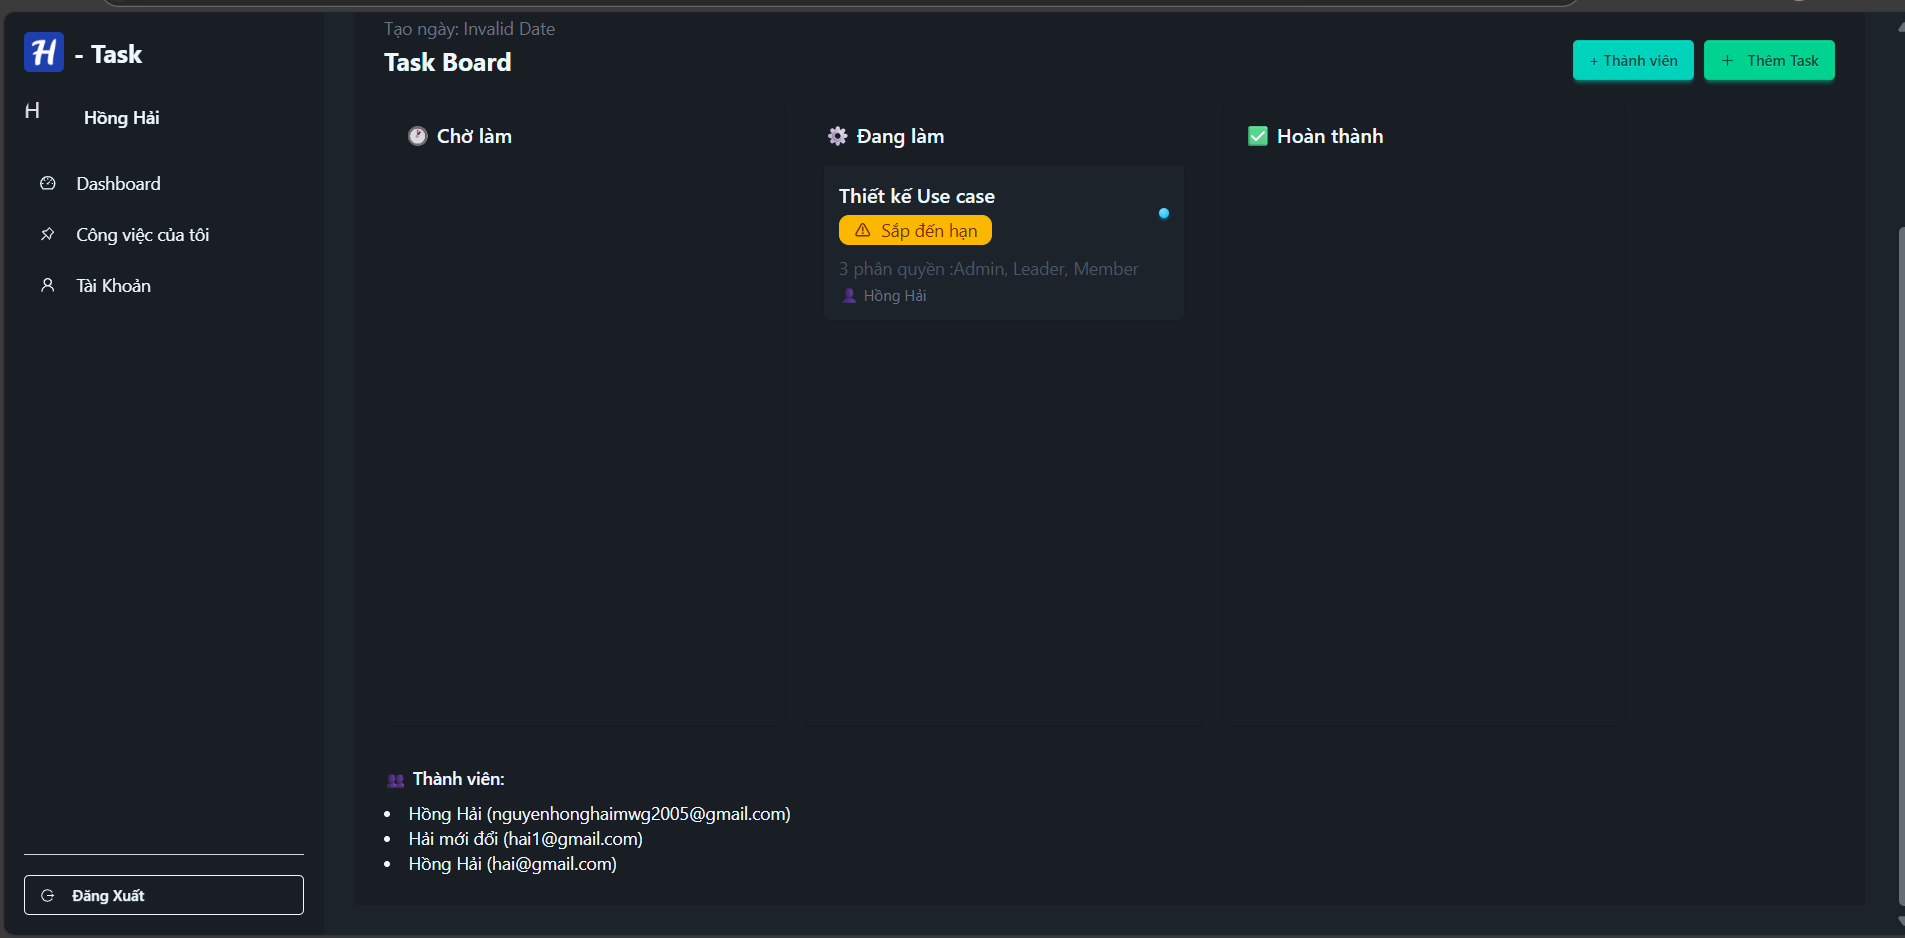 H - Task
H Hồng Hải
Dashboard
Công việc của tôi
Tài Khoản
Đăng Xuất
Tạo ngày: Invalid Date
Task Board
+ Thành viên
+ Thêm Task
Chờ làm
Đang làm
Thiết kế Use case
Sắp đến hạn
3 phân quyền :Admin, Leader, Member
Hồng Hải
Hoàn thành
Thành viên:
• Hồng Hải (nguyenhonghaimwg2005@gmail.com)
• Hải mới đổi (hai1@gmail.com)
• Hồng Hải (hai@gmail.com)